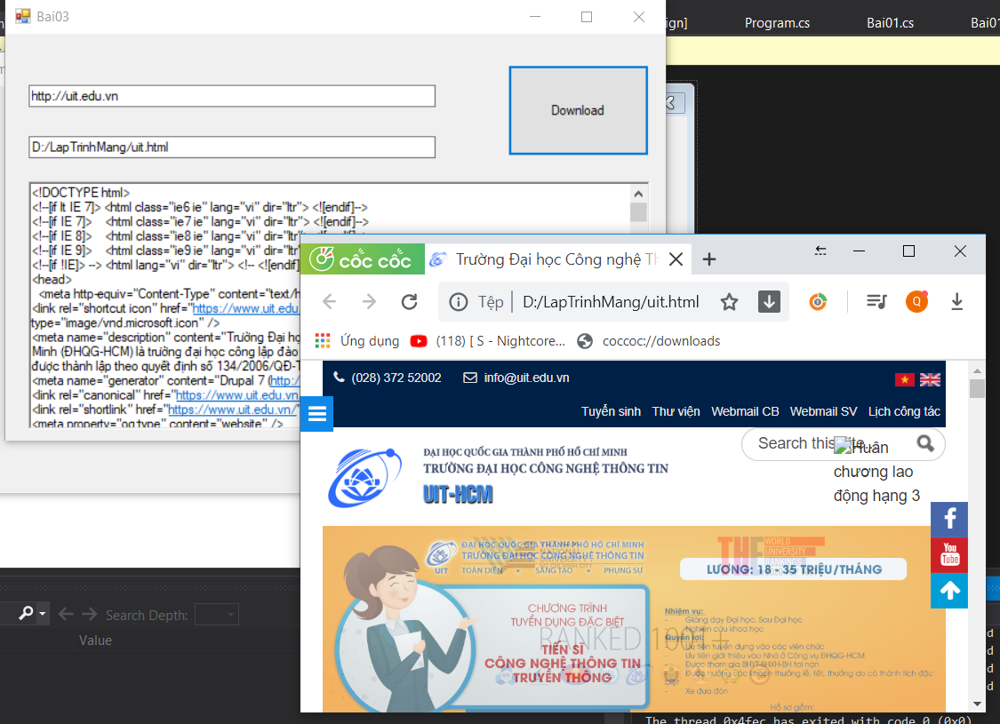 Bai03
ign]
Program.cs
Bai01.cs
Bai01
http://uit.edu.vn
Download
D:/LapTrinhMang/uit.html
<!DOCTYPE html>
<!--[if lt IE 7]> <html class="ie6 ie" lang="vi" dir="ltr"> <![endif]-->
<!--[if IE 7]>    <html class="ie7 ie" lang="vi" dir="ltr"> <![endif]-->
<!--[if IE 8]>    <html class="ie8 ie" lang="vi" dir="ltr"> <![endif]-->
<!--[if IE 9]>    <html class="ie9 ie" lang="vi" dir="ltr"
<!--[if !IE]> --> <html lang="vi" dir="ltr"> <!-- <![endif]
<head>
<meta http-equiv="Content-Type" content="text/h
<link rel="shortcut icon" href="https://www.uit.edu
type="image/vnd.microsoft.icon" />
<meta name="description" content="Trường Đại họ
Minh (ĐHQG-HCM) là trường đại học công lập đào
được thành lập theo quyết định số 134/2006/QĐ-T
<meta name="generator" content="Drupal 7 (http:/
<link rel="canonical" href="https://www.uit.edu.vn
<link rel="shortlink" href="https://www.uit.edu.vn/"
<meta property="og:type" content="website" />
cốc cốc
Trường Đại học Công nghệ Th
Tệp
D:/LapTrinhMang/uit.html
Q
Ứng dụng
(118) [ S - Nightcore...
coccoc://downloads
(028) 372 52002
info@uit.edu.vn
Tuyển sinh
Thư viện
Webmail CB
Webmail SV
Lịch công tác
Search this site
Huân
chương lao
động hạng 3
ĐẠI HỌC QUỐC GIA THÀNH PHỐ HỒ CHÍ MINH
TRƯỜNG ĐẠI HỌC CÔNG NGHỆ THÔNG TIN
UIT-HCM
f
You
Tube
ĐẠI HỌC QUỐC GIA THÀNH PHỐ HỒ CHÍ MINH
TRƯỜNG ĐẠI HỌC CÔNG NGHỆ THÔNG TIN
UIT
TOÀN DIỆN • SÁNG TẠO • PHỤNG SỰ
THE
WORLD
UNIVERSITY
RANKINGS
LƯƠNG: 18 - 35 TRIỆU/THÁNG
CHƯƠNG TRÌNH
TUYỂN DỤNG ĐẶC BIỆT
TIẾN SĨ
CÔNG NGHỆ THÔNG TIN
TRUYỀN THÔNG
RANKED 1001+
Nhiệm vụ:
- Giảng dạy Đại học, Sau Đại học
- Nghiên cứu khoa học
Quyền lợi:
- Ưu tiên tuyển dụng vào các viên chức
- Ưu tiên giới thiệu vào Nhà ở Công vụ ĐHQG-HCM
- Được tham gia BHYT-BHXH-BH tai nạn
- Được hưởng các khoản thưởng lễ, tết, thưởng do có thành tích đặc
biệt
- Xe đưa đón
Hồ sơ gồm:
Search Depth:
Value
The thread 0x4fec has exited with code 0 (0x0)